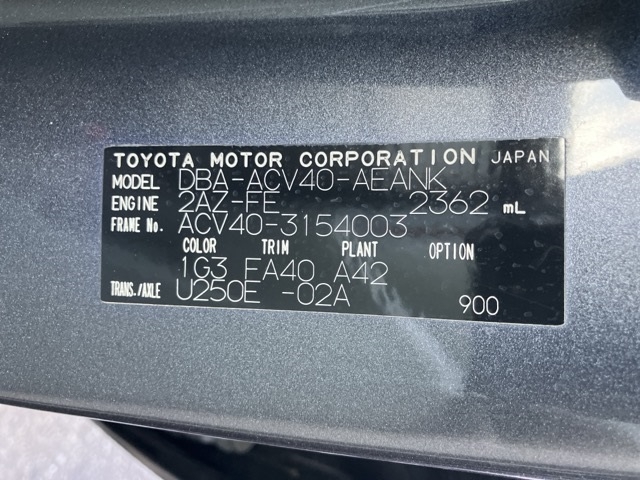 TOYOTA MOTOR CORPORATION JAPAN
MODEL DBA-ACV40-AEANK
ENGINE 2AZ-FE 2362 mL
FRAME No. ACV40-3154003
COLOR TRIM PLANT OPTION
1G3 FA40 A42
TRANS./AXLE U250E -02A
900